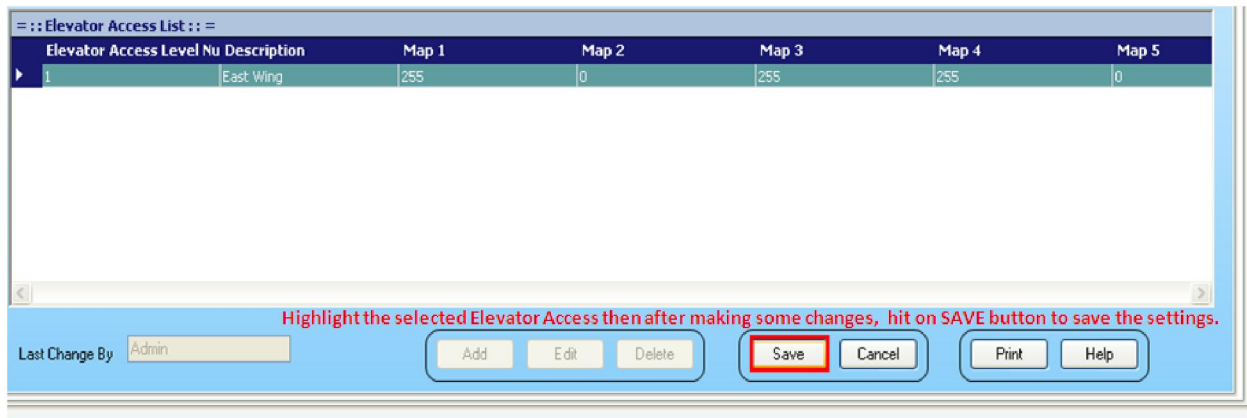 = : : Elevator Access List : : =
Elevator Access Level Nu Description Map 1 Map 2 Map 3 Map 4 Map 5
1 East Wing 255 0 255 255 0
Highlight the selected Elevator Access then after making some changes, hit on SAVE button to save the settings.
Last Change By Admin Add Edit Delete Save Cancel Print Help